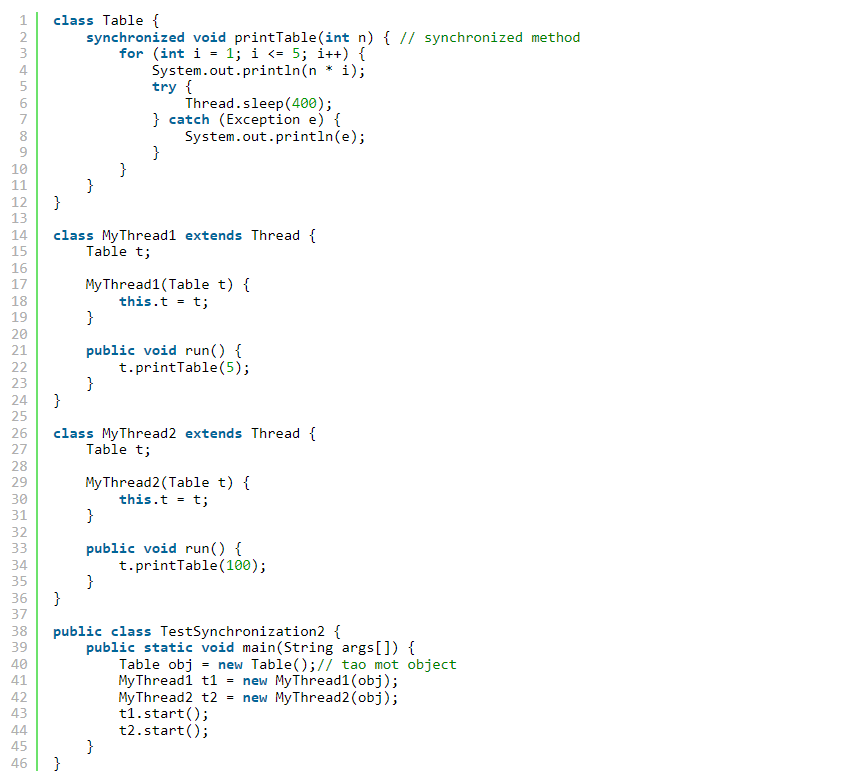 1 class Table {
2     synchronized void printTable(int n) { // synchronized method
3         for (int i = 1; i <= 5; i++) {
4             System.out.println(n * i);
5             try {
6                 Thread.sleep(400);
7             } catch (Exception e) {
8                 System.out.println(e);
9             }
10         }
11     }
12 }
13
14 class MyThread1 extends Thread {
15     Table t;
16
17     MyThread1(Table t) {
18         this.t = t;
19     }
20
21     public void run() {
22         t.printTable(5);
23     }
24 }
25
26 class MyThread2 extends Thread {
27     Table t;
28
29     MyThread2(Table t) {
30         this.t = t;
31     }
32
33     public void run() {
34         t.printTable(100);
35     }
36 }
37
38 public class TestSynchronization2 {
39     public static void main(String args[]) {
40         Table obj = new Table();// tao mot object
41         MyThread1 t1 = new MyThread1(obj);
42         MyThread2 t2 = new MyThread2(obj);
43         t1.start();
44         t2.start();
45     }
46 }